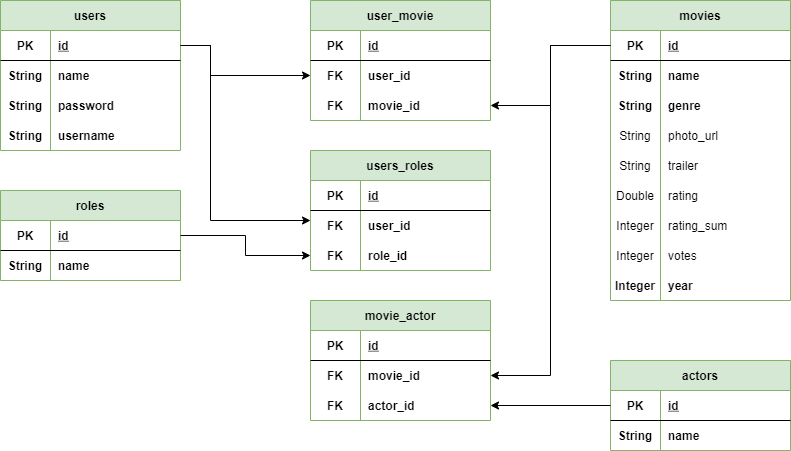 users
PK id
String name
String password
String username
roles
PK id
String name
user_movie
PK id
FK user_id
FK movie_id
users_roles
PK id
FK user_id
FK role_id
movie_actor
PK id
FK movie_id
FK actor_id
movies
PK id
String name
String genre
String photo_url
String trailer
Double rating
Integer rating_sum
Integer votes
Integer year
actors
PK id
String name